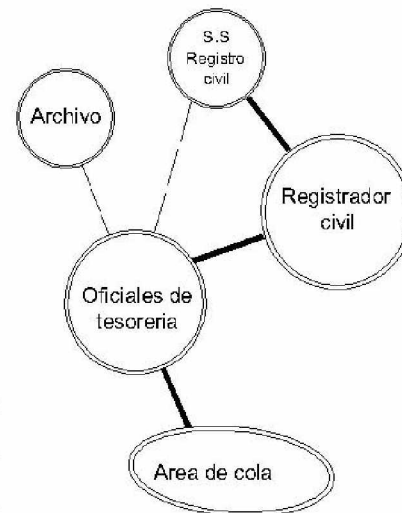 S.S
Registro
civil
Archivo
Registrador
civil
Oficiales de
tesoreria
Area de cola